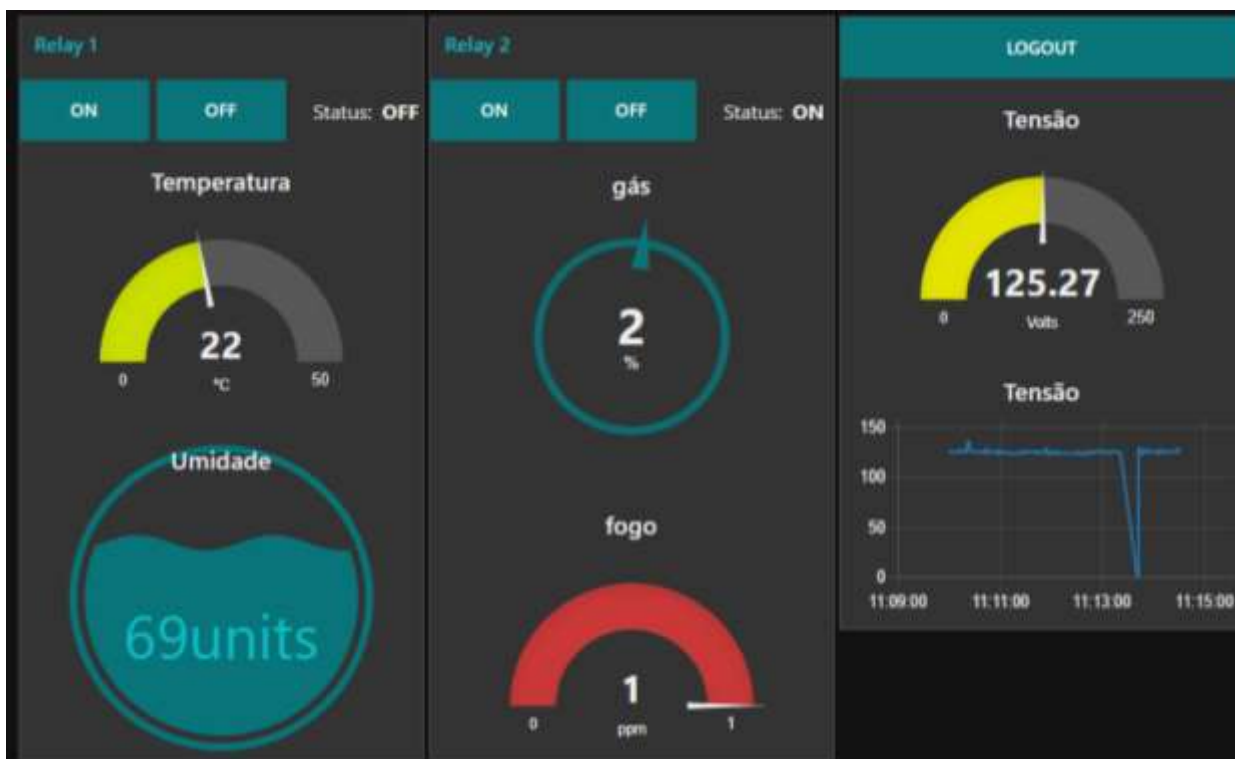 Relay 1
ON OFF Status: OFF
Temperatura
22
0 ºC 50
Umidade
69units
Relay 2
ON OFF Status: ON
gás
2
%
fogo
1
0 ppm 1
LOGOUT
Tensão
125.27
0 Volts 250
Tensão
150
100
50
0
11:09:00 11:11:00 11:13:00 11:15:00